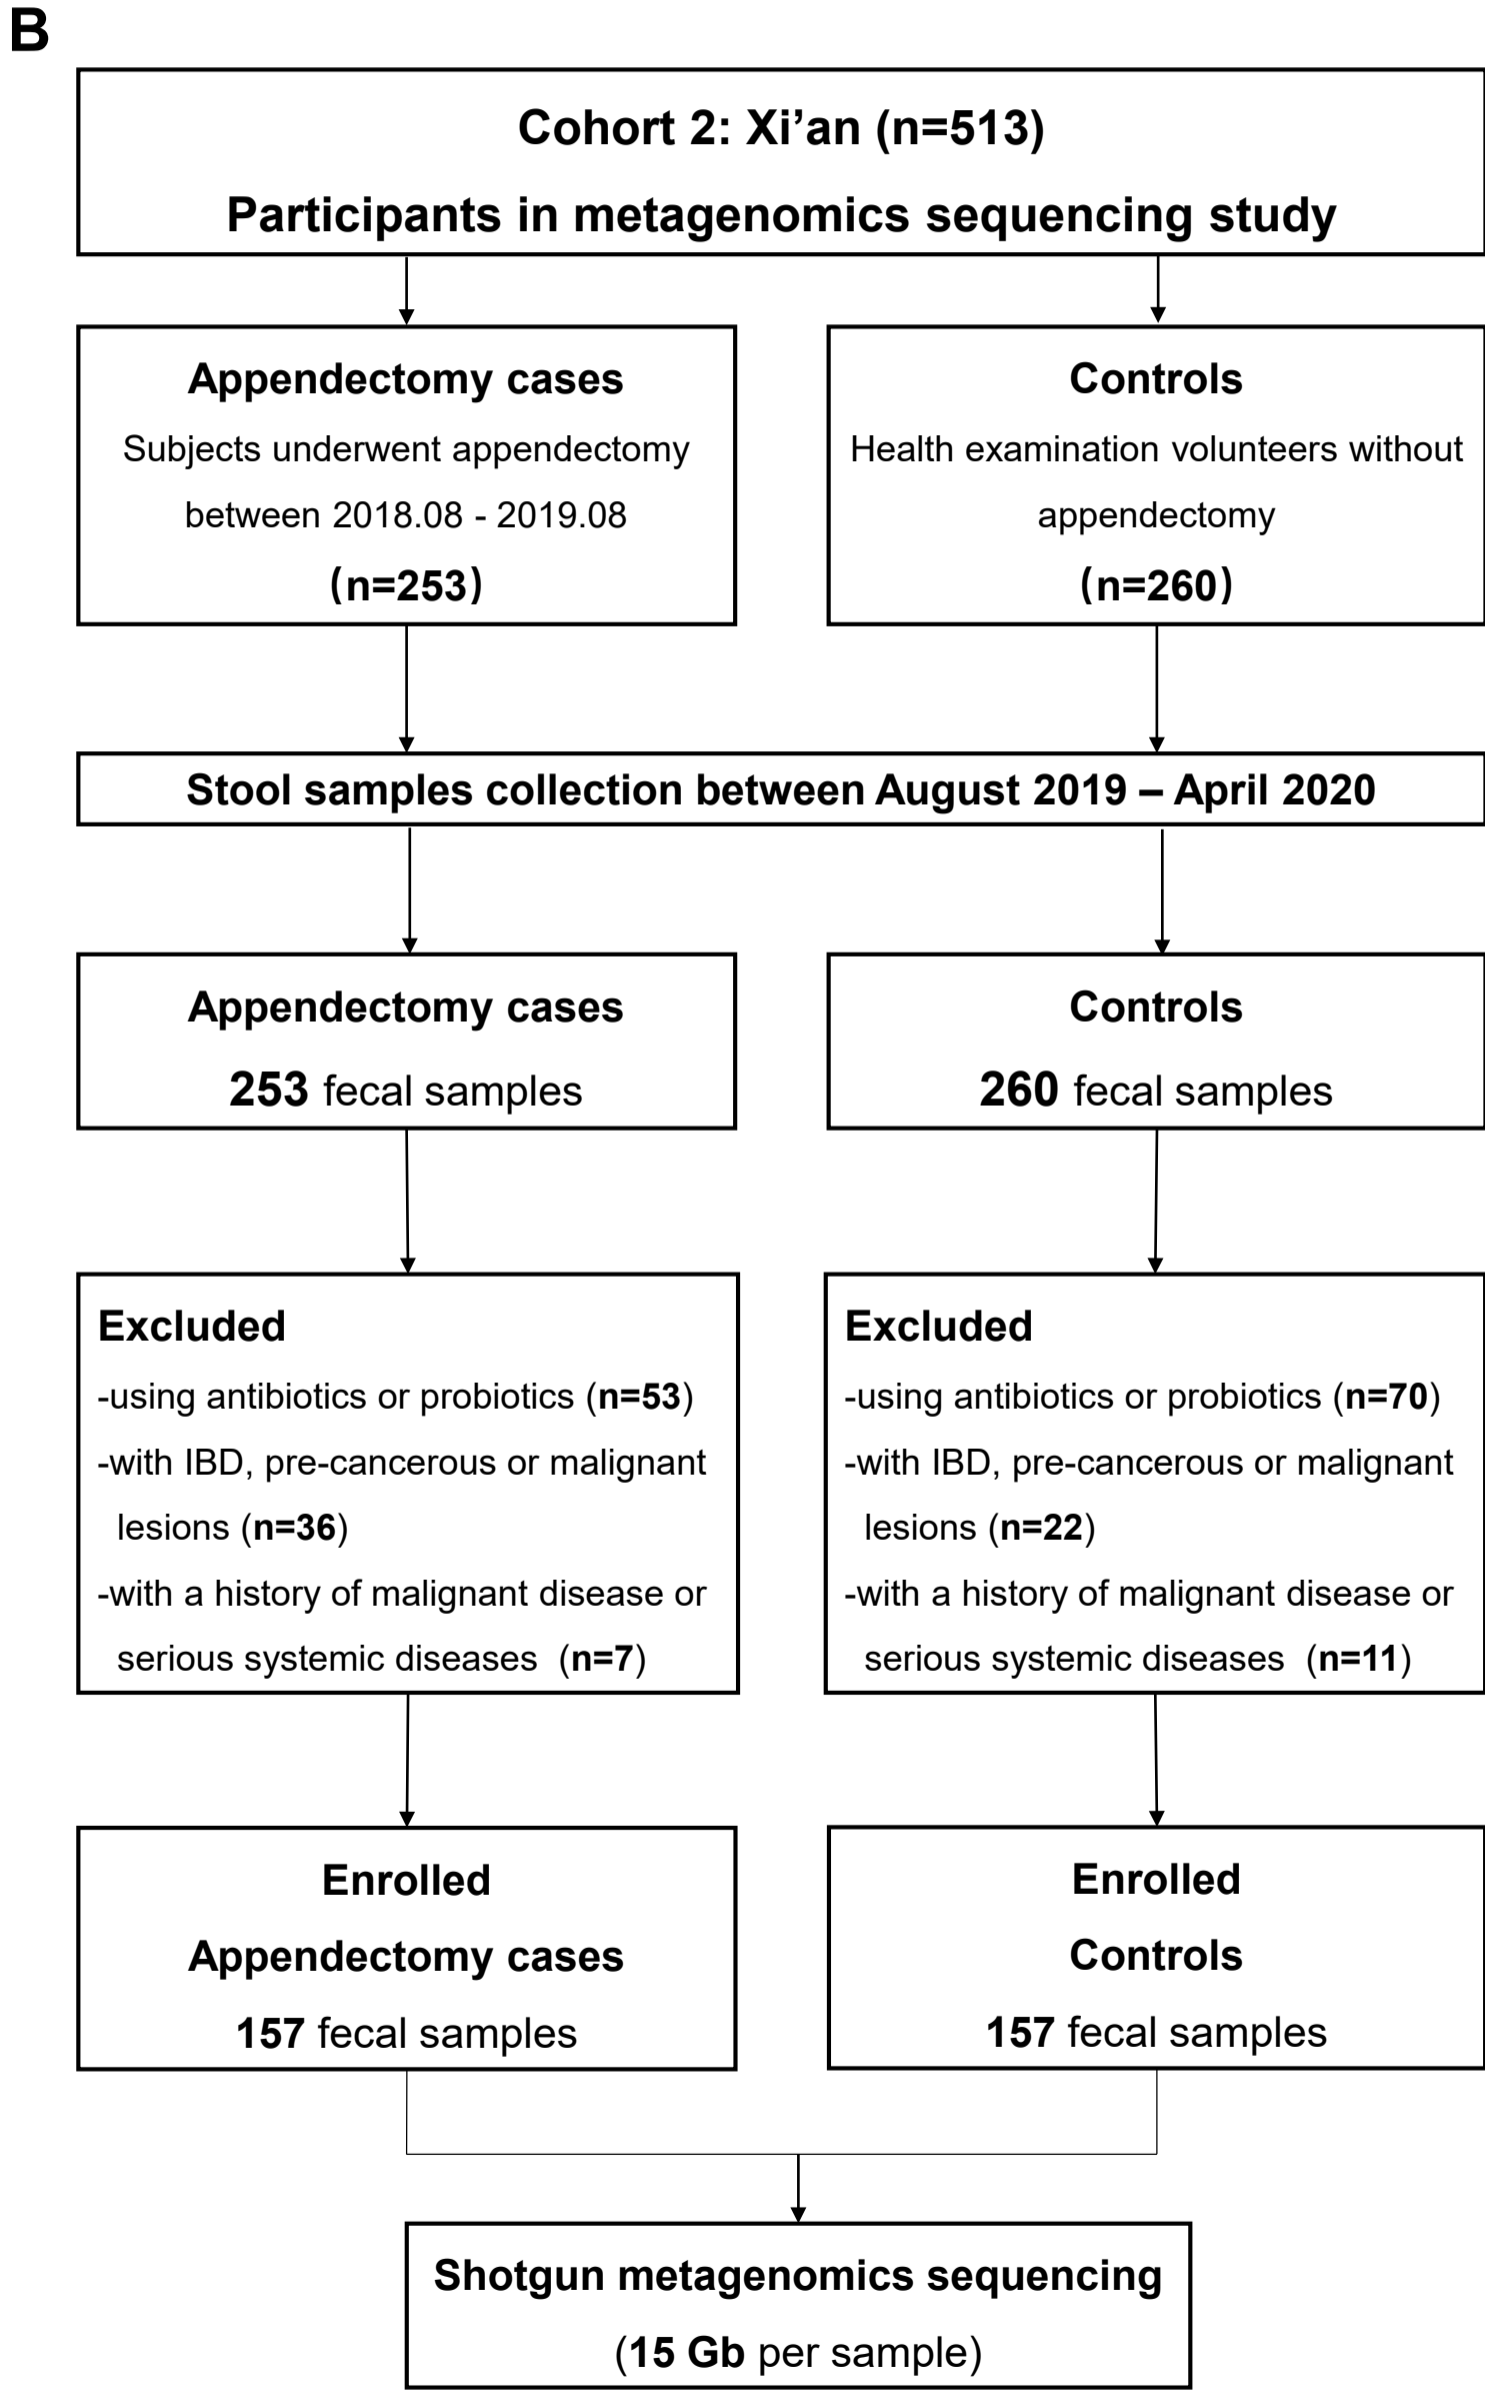 B
Cohort 2: Xi’an (n=513)
Participants in metagenomics sequencing study
Appendectomy cases
Subjects underwent appendectomy
between 2018.08 - 2019.08
(n=253)
Controls
Health examination volunteers without
appendectomy
(n=260)
Stool samples collection between August 2019 – April 2020
Appendectomy cases
253 fecal samples
Controls
260 fecal samples
Excluded
-using antibiotics or probiotics (n=53)
-with IBD, pre-cancerous or malignant
lesions (n=36)
-with a history of malignant disease or
serious systemic diseases (n=7)
Excluded
-using antibiotics or probiotics (n=70)
-with IBD, pre-cancerous or malignant
lesions (n=22)
-with a history of malignant disease or
serious systemic diseases (n=11)
Enrolled
Appendectomy cases
157 fecal samples
Enrolled
Controls
157 fecal samples
Shotgun metagenomics sequencing
(15 Gb per sample)